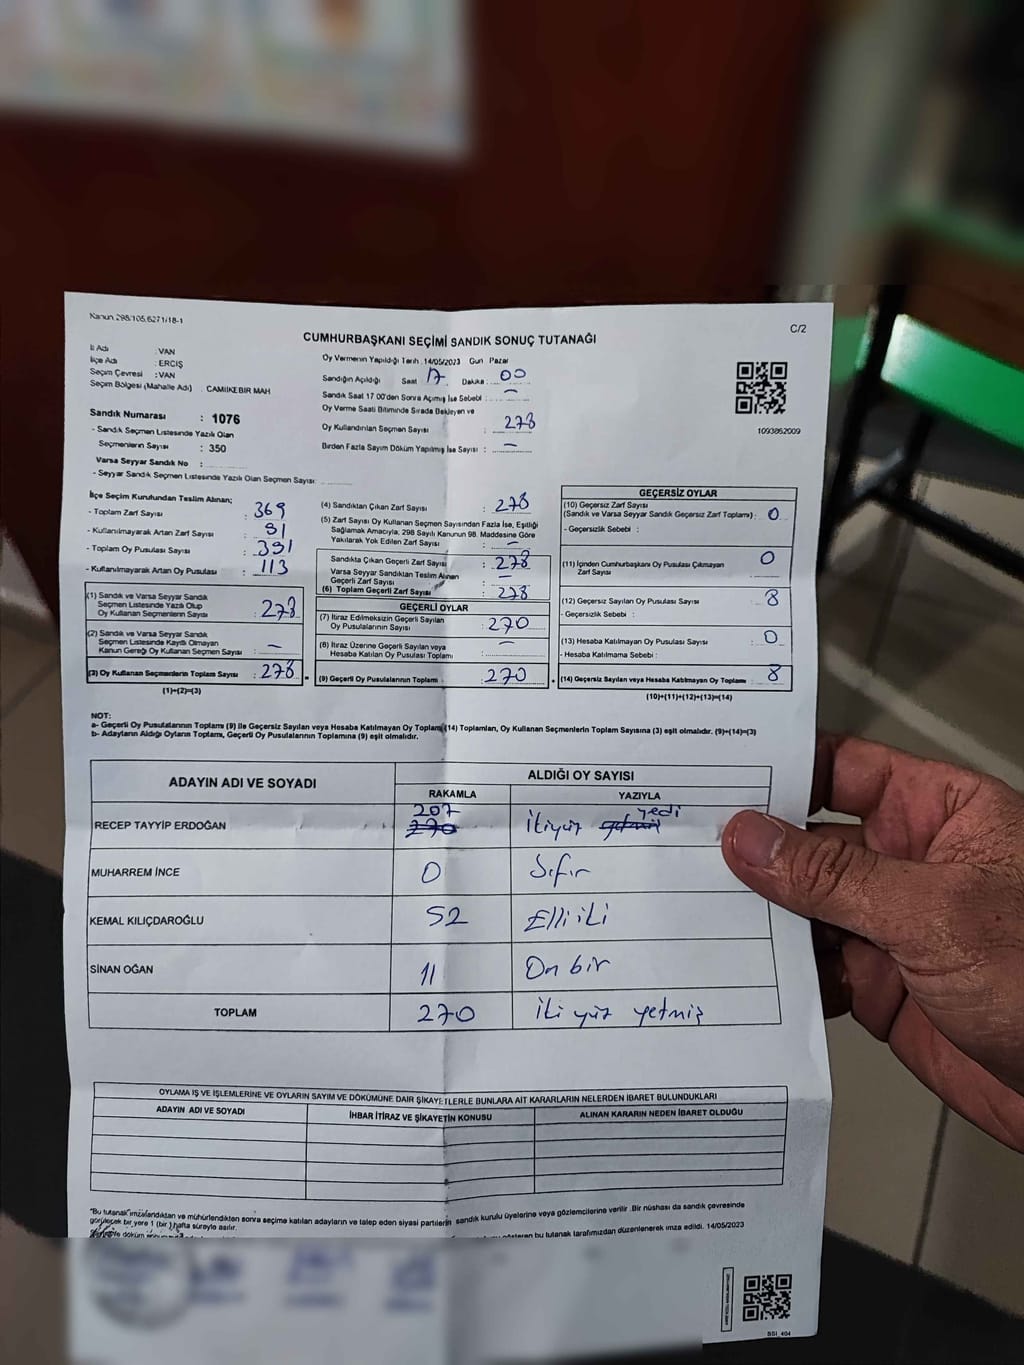 Kanun 298/105,6271/18-1
C/2
CUMHURBAŞKANI SEÇİMİ SANDIK SONUÇ TUTANAĞI
İl Adı : VAN
İlçe Adı : ERCİŞ
Seçim Çevresi : VAN
Seçim Bölgesi (Mahalle Adı) : CAMİİKEBİR MAH
Sandık Numarası : 1076
- Sandık Seçmen Listesinde Yazılı Olan
Seçmenlerin Sayısı : 350
Varsa Seyyar Sandık No :
- Seyyar Sandık Seçmen Listesinde Yazılı Olan Seçmen Sayısı:
Oy Vermenin Yapıldığı Tarih : 14/05/2023 Gün Pazar
Sandığın Açıldığı Saat 17 Dakika : 00
Sandık Saat 17 00'den Sonra Açımış İse Sebebi : —
Oy Verme Saati Bitiminde Sırada Bekleyen ve
Oy Kullandırılan Seçmen Sayısı : 278
Birden Fazla Sayım Döküm Yapılmış İse Sayısı : —
1093862009
İlçe Seçim Kurulundan Teslim Alınan;
- Toplam Zarf Sayısı : 369
- Kullanılmayarak Artan Zarf Sayısı : 91
- Toplam Oy Pusulası Sayısı : 391
- Kullanılmayarak Artan Oy Pusulası : 113
(1) Sandık ve Varsa Seyyar Sandık
Seçmen Listesinde Yazılı Olup
Oy Kullanan Seçmenlerin Sayısı : 278
(2) Sandık ve Varsa Seyyar Sandık
Seçmen Listesinde Kayıtlı Olmayan
Kanun Gereği Oy Kullanan Seçmen Sayısı : —
(3) Oy Kullanan Seçmenlerin Toplam Sayısı : 278
(1)+(2)=(3)
(4) Sandıktan Çıkan Zarf Sayısı : 278
(5) Zarf Sayısı Oy Kullanan Seçmen Sayısından Fazla İse, Eşitliği
Sağlamak Amacıyla, 298 Sayılı Kanunun 98. Maddesine Göre
Yakılarak Yok Edilen Zarf Sayısı : —
Sandıkta Çıkan Geçerli Zarf Sayısı : 278
Varsa Seyyar Sandıktan Teslim Alınan
Geçerli Zarf Sayısı : —
(6) Toplam Geçerli Zarf Sayısı : 278
GEÇERLİ OYLAR
(7) İtiraz Edilmeksizin Geçerli Sayılan
Oy Pusulalarının Sayısı : 270
(8) İtiraz Üzerine Geçerli Sayılan veya
Hesaba Katılan Oy Pusulası Toplamı : —
(9) Geçerli Oy Pusulalarının Toplamı : 270
GEÇERSİZ OYLAR
(10) Geçersiz Zarf Sayısı
(Sandık ve Varsa Seyyar Sandık Geçersiz Zarf Toplamı) : 0
- Geçersizlik Sebebi :
(11) İçinden Cumhurbaşkanı Oy Pusulası Çıkmayan
Zarf Sayısı : 0
(12) Geçersiz Sayılan Oy Pusulası Sayısı : 8
- Geçersizlik Sebebi :
(13) Hesaba Katılmayan Oy Pusulası Sayısı : 0
- Hesaba Katılmama Sebebi :
(14) Geçersiz Sayılan veya Hesaba Katılmayan Oy Toplamı : 8
(10)+(11)+(12)+(13)=(14)
NOT:
a- Geçerli Oy Pusulalarının Toplamı (9) ile Geçersiz Sayılan veya Hesaba Katılmayan Oy Toplamı (14) Toplamları, Oy Kullanan Seçmenlerin Toplam Sayısına (3) eşit olmalıdır. (9)+(14)=(3)
b- Adayların Aldığı Oyların Toplamı, Geçerli Oy Pusulalarının Toplamına (9) eşit olmalıdır.
ADAYIN ADI VE SOYADI ALDIĞI OY SAYISI
RAKAMLA YAZIYLA
RECEP TAYYİP ERDOĞAN 207 270 İkiyüz yetmiş yedi
MUHARREM İNCE 0 Sıfır
KEMAL KILIÇDAROĞLU 52 Elli iki
SİNAN OĞAN 11 On bir
TOPLAM 270 iki yüz yetmiş
OYLAMA İŞ VE İŞLEMLERİNE VE OYLARIN SAYIM VE DÖKÜMÜNE DAİR ŞİKAYETLERLE BUNLARA AİT KARARLARIN NELERDEN İBARET BULUNDUKLARI
ADAYIN ADI VE SOYADI İHBAR İTİRAZ VE ŞİKAYETİN KONUSU ALINAN KARARIN NEDEN İBARET OLDUĞU
"Bu tutanak imzalandıktan ve mühürlendikten sonra seçime katılan adayların ve talep eden siyasi partilerin sandık kurulu üyelerine veya gözlemcilerine verilir. Bir nüshası da sandık çevresinde
görülecek bir yere 1 (bir) hafta süreyle asılır.
döküm
gösteren bu tutanak tarafımızdan düzenlenerek imza edildi. 14/05/2023